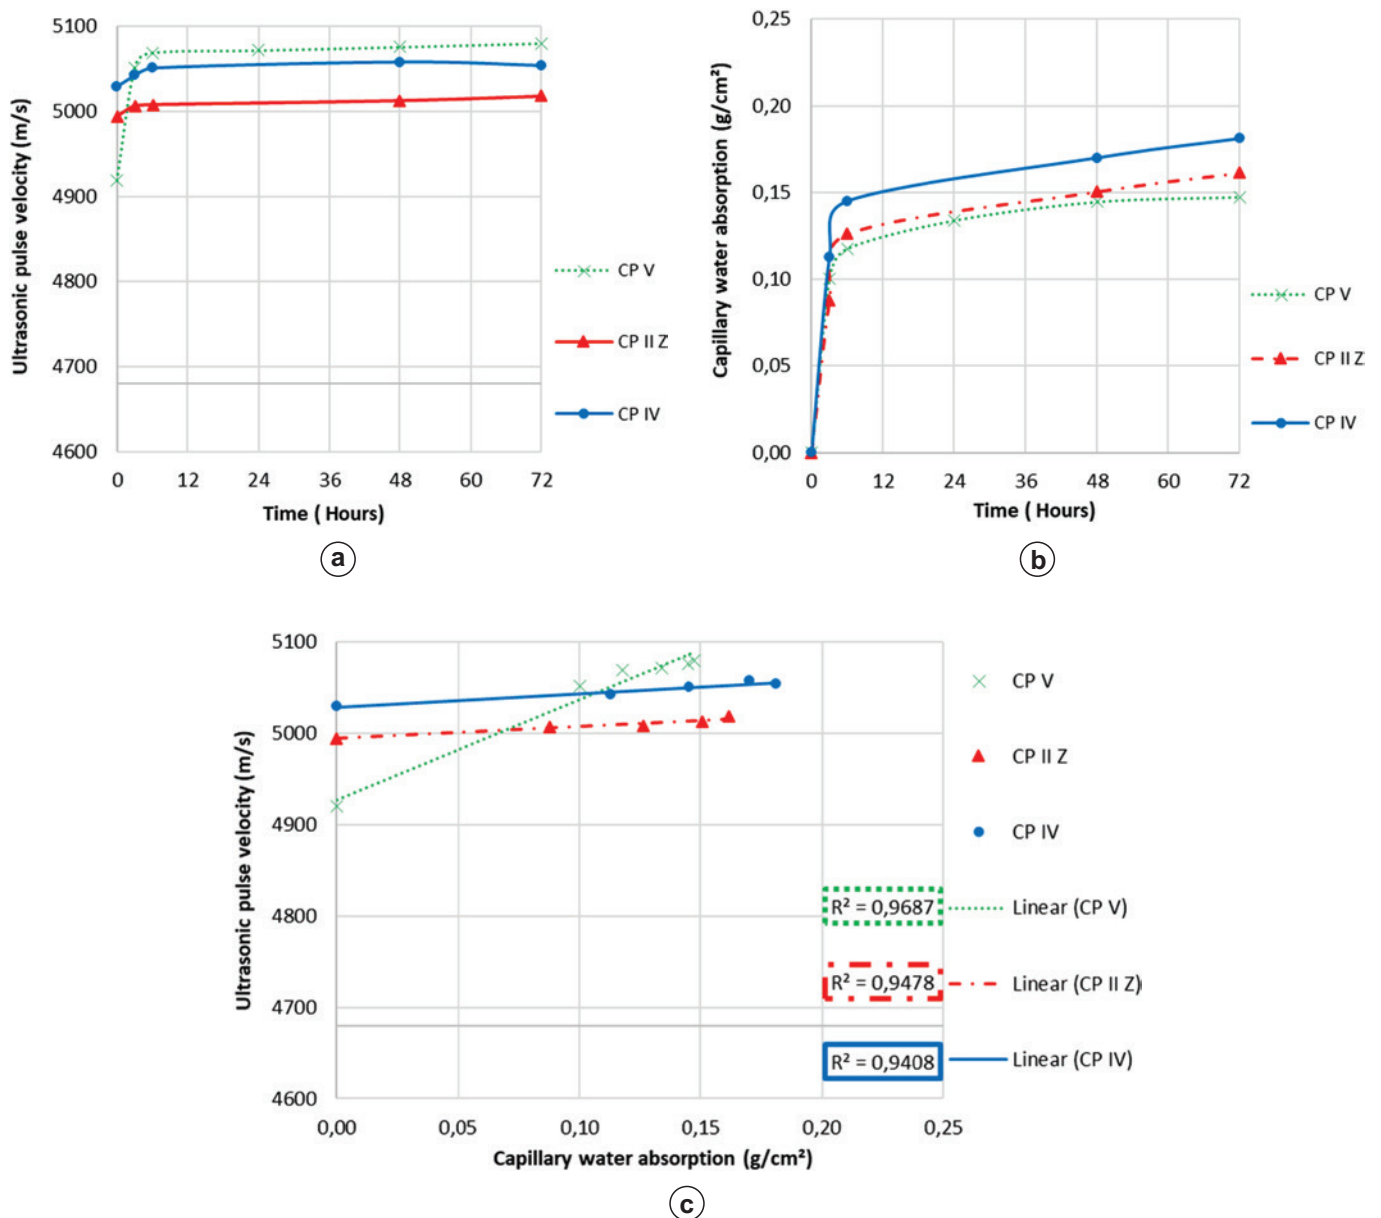 Ultrasonic pulse velocity (m/s)
5100
5000
4900
4800
4700
4600
0 12 24 36 48 60 72
Time ( Hours)
CP V
CP II Z
CP IV
a
Capillary water absorption (g/cm²)
0,25
0,20
0,15
0,10
0,05
0,00
0 12 24 36 48 60 72
Time ( Hours)
CP V
CP II Z
CP IV
b
Ultrasonic pulse velocity (m/s)
5100
5000
4900
4800
4700
4600
0,00 0,05 0,10 0,15 0,20 0,25
Capillary water absorption (g/cm²)
CP V
CP II Z
CP IV
R² = 0,9687 Linear (CP V)
R² = 0,9478 Linear (CP II Z)
R² = 0,9408 Linear (CP IV)
c